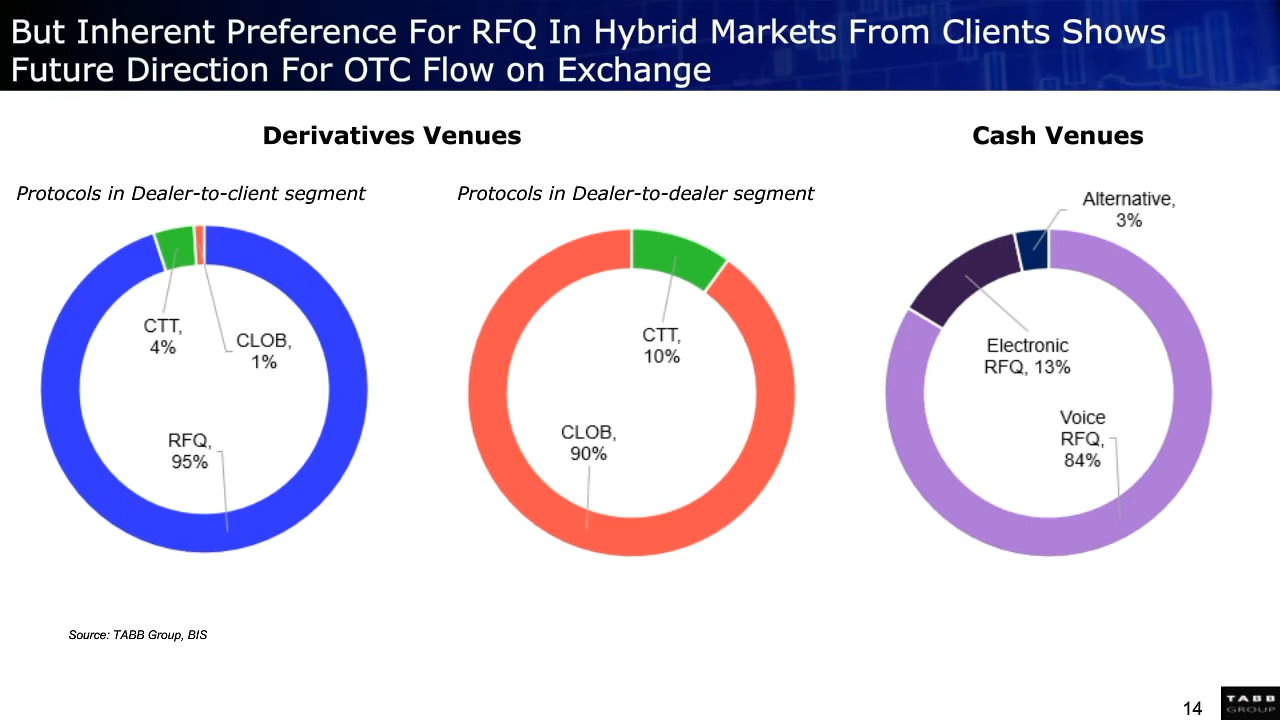 But Inherent Preference For RFQ In Hybrid Markets From Clients Shows
Future Direction For OTC Flow on Exchange
Derivatives Venues
Cash Venues
Protocols in Dealer-to-client segment
Protocols in Dealer-to-dealer segment
CTT,
4%
CLOB,
1%
RFQ,
95%
CTT,
10%
CLOB,
90%
Alternative,
3%
Electronic
RFQ, 13%
Voice
RFQ,
84%
Source: TABB Group, BIS
14
TABB
GROUP